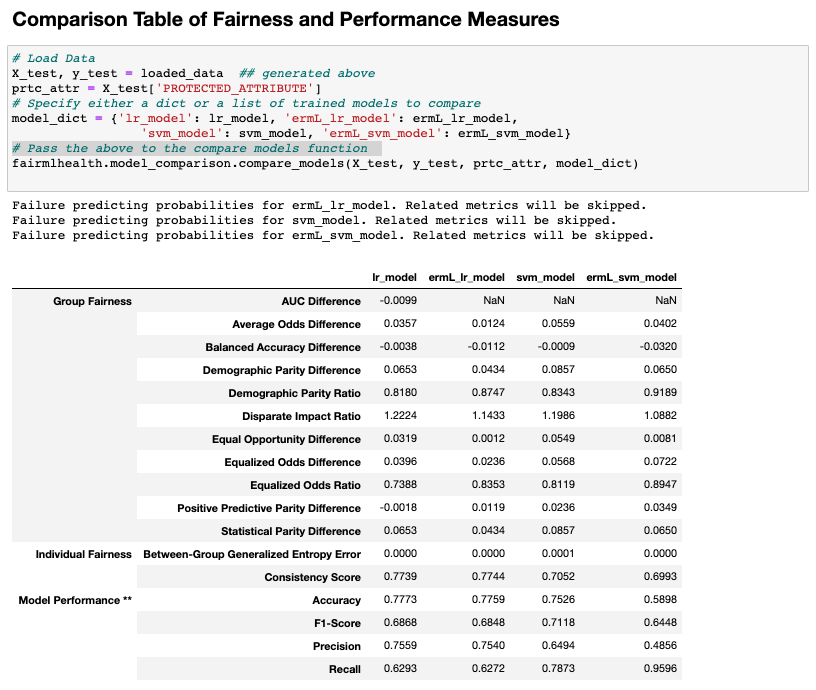 Comparison Table of Fairness and Performance Measures
# Load Data
X_test, y_test = loaded_data  ## generated above
prtc_attr = X_test['PROTECTED_ATTRIBUTE']
# Specify either a dict or a list of trained models to compare
model_dict = {'lr_model': lr_model, 'ermL_lr_model': ermL_lr_model,
'svm_model': svm_model, 'ermL_svm_model': ermL_svm_model}
# Pass the above to the compare models function
fairmlhealth.model_comparison.compare_models(X_test, y_test, prtc_attr, model_dict)
Failure predicting probabilities for ermL_lr_model. Related metrics will be skipped.
Failure predicting probabilities for svm_model. Related metrics will be skipped.
Failure predicting probabilities for ermL_svm_model. Related metrics will be skipped.
lr_model ermL_lr_model svm_model ermL_svm_model
Group Fairness AUC Difference -0.0099 NaN NaN NaN
Average Odds Difference 0.0357 0.0124 0.0559 0.0402
Balanced Accuracy Difference -0.0038 -0.0112 -0.0009 -0.0320
Demographic Parity Difference 0.0653 0.0434 0.0857 0.0650
Demographic Parity Ratio 0.8180 0.8747 0.8343 0.9189
Disparate Impact Ratio 1.2224 1.1433 1.1986 1.0882
Equal Opportunity Difference 0.0319 0.0012 0.0549 0.0081
Equalized Odds Difference 0.0396 0.0236 0.0568 0.0722
Equalized Odds Ratio 0.7388 0.8353 0.8119 0.8947
Positive Predictive Parity Difference -0.0018 0.0119 0.0236 0.0349
Statistical Parity Difference 0.0653 0.0434 0.0857 0.0650
Individual Fairness Between-Group Generalized Entropy Error 0.0000 0.0000 0.0001 0.0000
Consistency Score 0.7739 0.7744 0.7052 0.6993
Model Performance ** Accuracy 0.7773 0.7759 0.7526 0.5898
F1-Score 0.6868 0.6848 0.7118 0.6448
Precision 0.7559 0.7540 0.6494 0.4856
Recall 0.6293 0.6272 0.7873 0.9596